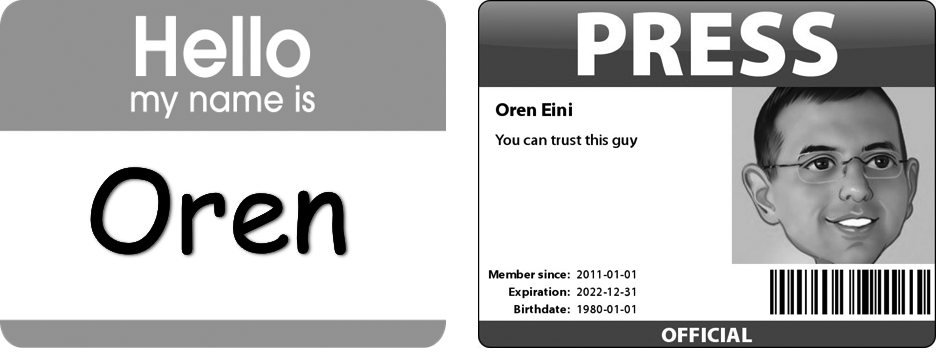 Hello
my name is
Oren
PRESS
Oren Eini
You can trust this guy
Member since: 2011-01-01
Expiration: 2022-12-31
Birthdate: 1980-01-01
OFFICIAL